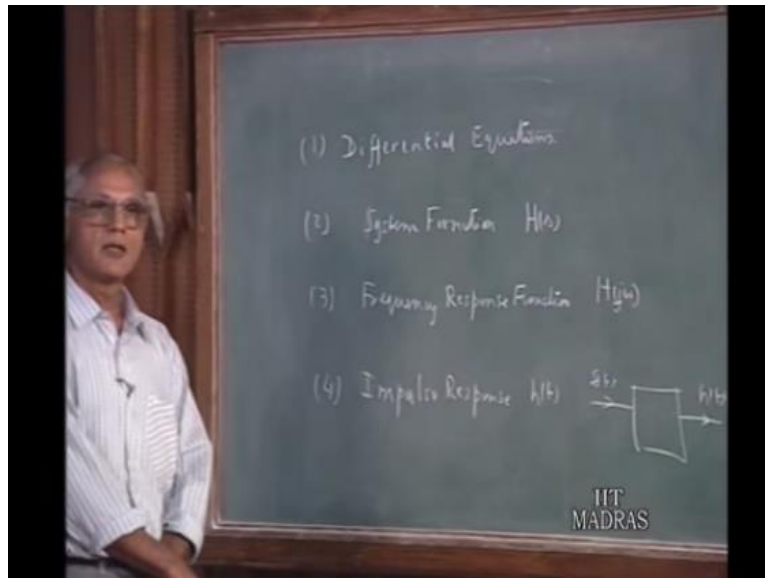 (1) Differential Equations
(2) System Function H(s)
(3) Frequency Response Function H(jω)
(4) Impulse Response h(t)
δ(t)
h(t)
IIT
MADRAS